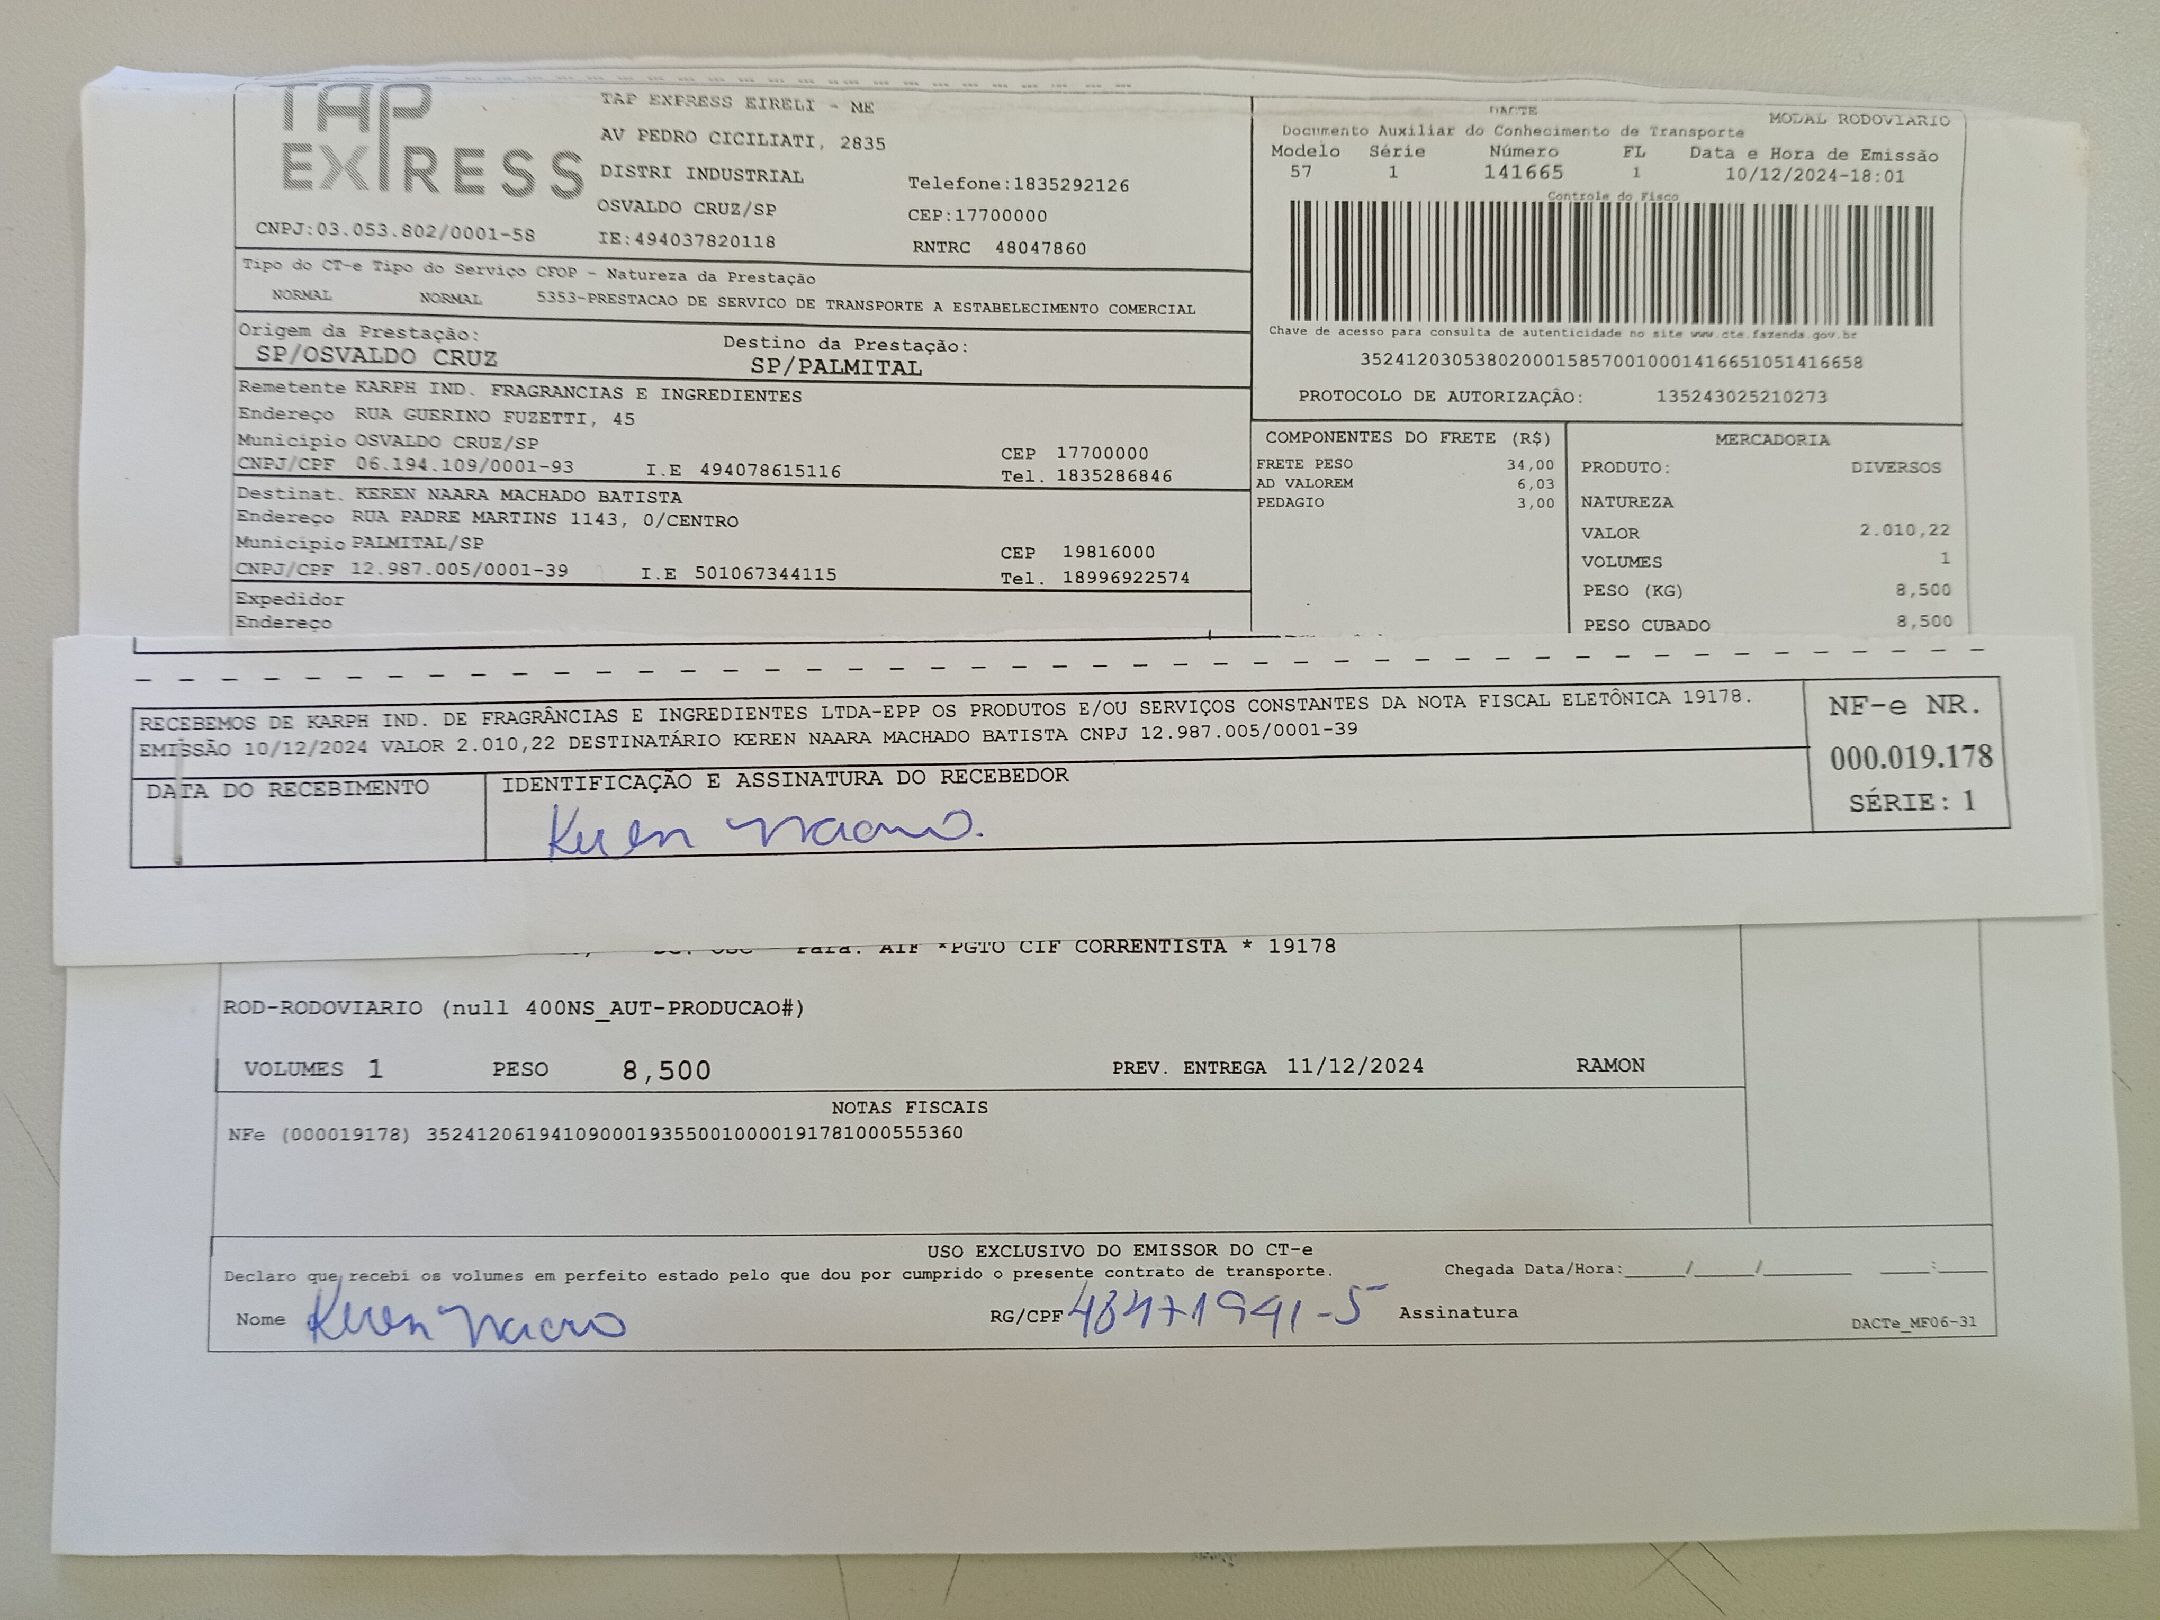 TAP EXPRESS
TAP EXPRESS EIRELI - ME
AV PEDRO CICILIATI, 2835
DISTRI INDUSTRIAL
OSVALDO CRUZ/SP
IE:494037820118
Telefone:1835292126
CEP:17700000
RNTRC 48047860
CNPJ:03.053.802/0001-58
DACTE
MODAL RODOVIARIO
Documento Auxiliar do Conhecimento de Transporte
Modelo Série Número FL Data e Hora de Emissão
57 1 141665 1 10/12/2024-18:01
Controle do Fisco
Chave de acesso para consulta de autenticidade no site www.cte.fazenda.gov.br
35241203053802000158570010001416651051416658
PROTOCOLO DE AUTORIZAÇÃO: 135243025210273
Tipo do CT-e Tipo do Serviço CFOP - Natureza da Prestação
NORMAL NORMAL 5353-PRESTACAO DE SERVICO DE TRANSPORTE A ESTABELECIMENTO COMERCIAL
Origem da Prestação: Destino da Prestação:
SP/OSVALDO CRUZ SP/PALMITAL
Remetente KARPH IND. FRAGRANCIAS E INGREDIENTES
Endereço RUA GUERINO FUZETTI, 45
Município OSVALDO CRUZ/SP CEP 17700000
CNPJ/CPF 06.194.109/0001-93 I.E 494078615116 Tel. 1835286846
Destinat. KEREN NAARA MACHADO BATISTA
Endereço RUA PADRE MARTINS 1143, 0/CENTRO
Município PALMITAL/SP CEP 19816000
CNPJ/CPF 12.987.005/0001-39 I.E 501067344115 Tel. 18996922574
Expedidor
Endereço
COMPONENTES DO FRETE (R$)
FRETE PESO 34,00
AD VALOREM 6,03
PEDAGIO 3,00
MERCADORIA
PRODUTO: DIVERSOS
NATUREZA
VALOR 2.010,22
VOLUMES 1
PESO (KG) 8,500
PESO CUBADO 8,500
RECEBEMOS DE KARPH IND. DE FRAGRÂNCIAS E INGREDIENTES LTDA-EPP OS PRODUTOS E/OU SERVIÇOS CONSTANTES DA NOTA FISCAL ELETÔNICA 19178.
EMISSÃO 10/12/2024 VALOR 2.010,22 DESTINATÁRIO KEREN NAARA MACHADO BATISTA CNPJ 12.987.005/0001-39
DATA DO RECEBIMENTO IDENTIFICAÇÃO E ASSINATURA DO RECEBEDOR
Keren Naara.
NF-e NR.
000.019.178
SÉRIE: 1
Para: AIF *PGTO CIF CORRENTISTA * 19178
ROD-RODOVIARIO (null 400NS_AUT-PRODUCAO#)
VOLUMES 1 PESO 8,500 PREV. ENTREGA 11/12/2024 RAMON
NOTAS FISCAIS
NFe (000019178) 35241206194109000193550010000191781000555360
USO EXCLUSIVO DO EMISSOR DO CT-e
Declaro que recebi os volumes em perfeito estado pelo que dou por cumprido o presente contrato de transporte. Chegada Data/Hora:_____/_____/________ ____:____
Nome Keren Naara RG/CPF Assinatura
DACTe_MF06-31